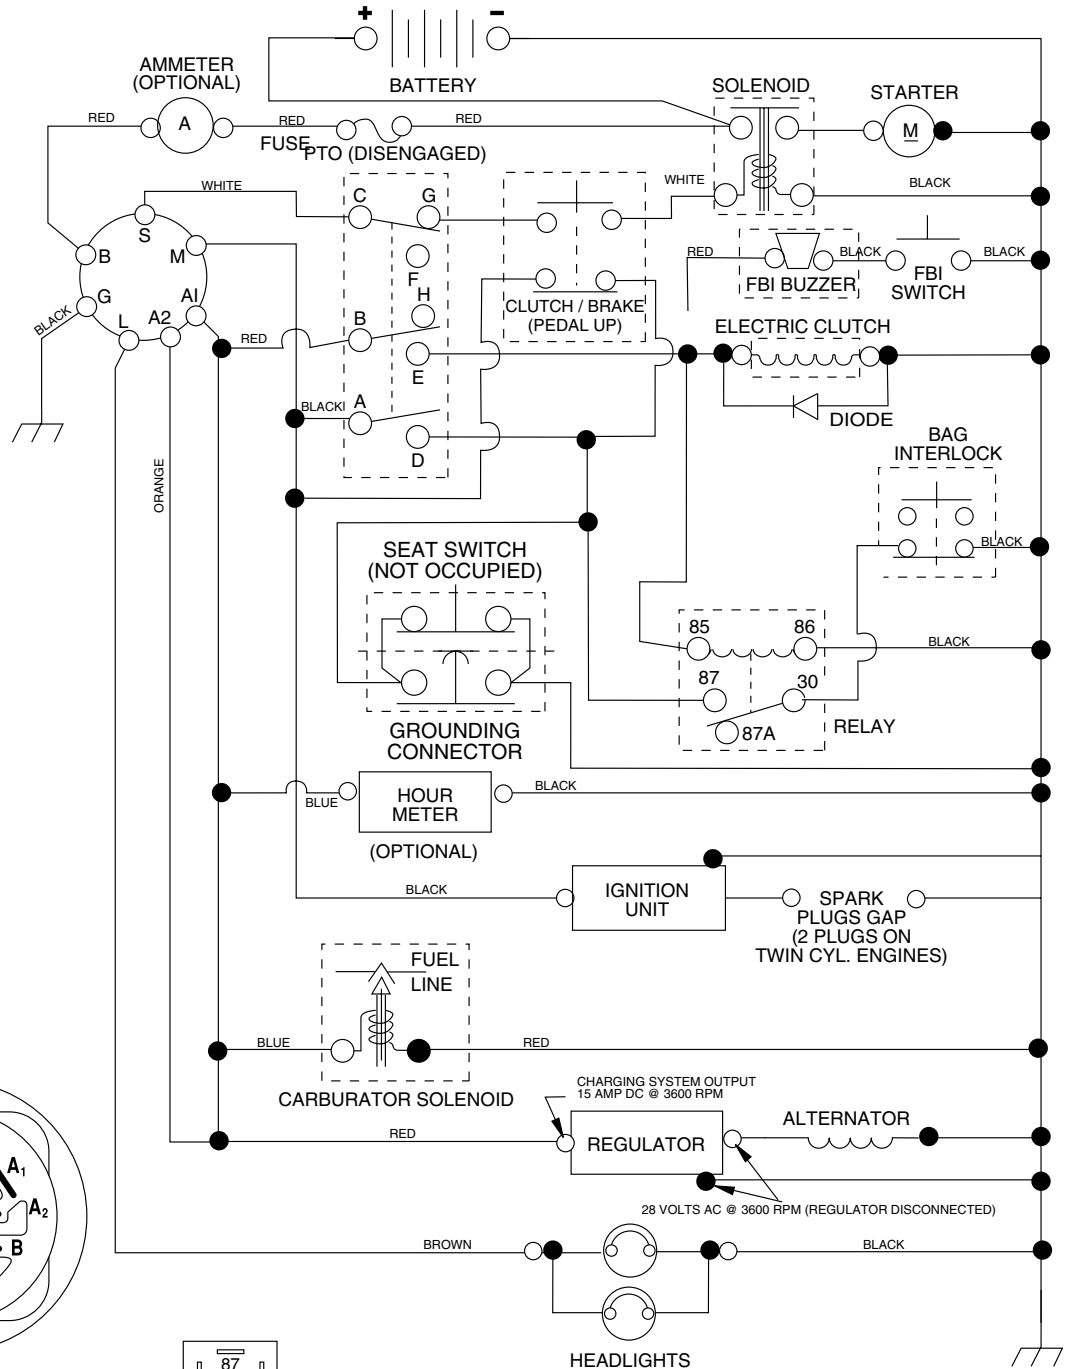 + -
BATTERY
AMMETER
(OPTIONAL)
A
RED
RED
FUSE
RED
PTO (DISENGAGED)
SOLENOID
STARTER
M
WHITE
WHITE
BLACK
S
B
M
G
A1
A2
L
BLACK
C
G
F
H
B
E
A
D
RED
BLACK
CLUTCH / BRAKE
(PEDAL UP)
RED
BLACK
BLACK
FBI BUZZER
FBI
SWITCH
ELECTRIC CLUTCH
DIODE
BAG
INTERLOCK
BLACK
ORANGE
SEAT SWITCH
(NOT OCCUPIED)
GROUNDING
CONNECTOR
85
86
BLACK
87
30
87A
RELAY
BLUE
HOUR
METER
BLACK
(OPTIONAL)
BLACK
IGNITION
UNIT
SPARK
PLUGS GAP
(2 PLUGS ON
TWIN CYL. ENGINES)
FUEL
LINE
BLUE
RED
CARBURATOR SOLENOID
CHARGING SYSTEM OUTPUT
15 AMP DC @ 3600 RPM
RED
REGULATOR
ALTERNATOR
28 VOLTS AC @ 3600 RPM (REGULATOR DISCONNECTED)
A1
A2
B
BROWN
BLACK
HEADLIGHTS
87